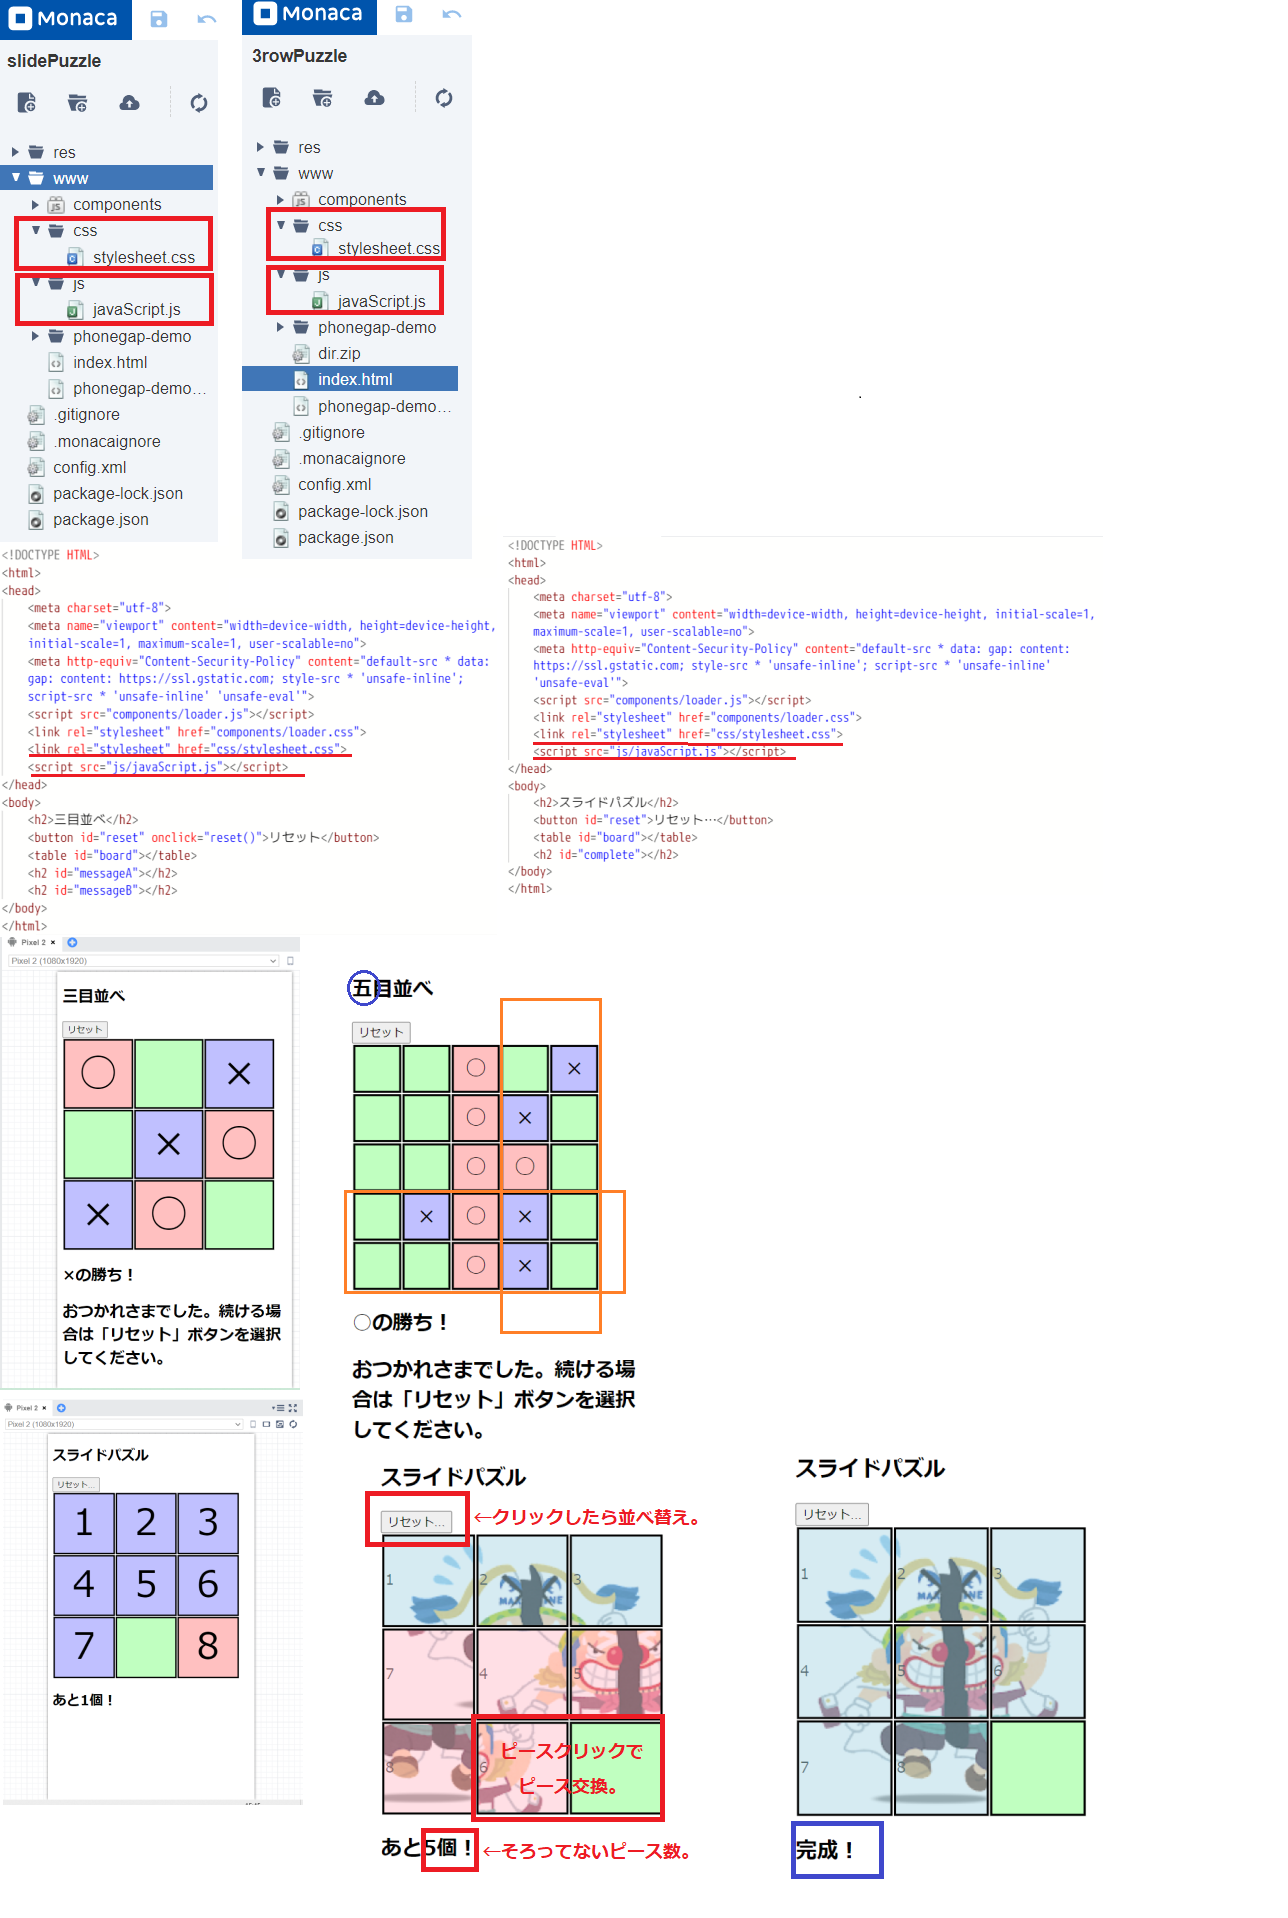 Monaca
slidePuzzle
res
www
components
css
stylesheet.css
js
javaScript.js
phonegap-demo
index.html
phonegap-demo…
.gitignore
.monacaignore
config.xml
package-lock.json
package.json
Monaca
3rowPuzzle
res
www
components
css
stylesheet.css
js
javaScript.js
phonegap-demo
dir.zip
index.html
phonegap-demo…
.gitignore
.monacaignore
config.xml
package-lock.json
package.json
<!DOCTYPE HTML>
<html>
<head>
<meta charset="utf-8">
<meta name="viewport" content="width=device-width, height=device-height,
initial-scale=1, maximum-scale=1, user-scalable=no">
<meta http-equiv="Content-Security-Policy" content="default-src * data:
gap: content: https://ssl.gstatic.com; style-src * 'unsafe-inline';
script-src * 'unsafe-inline' 'unsafe-eval'">
<script src="components/loader.js"></script>
<link rel="stylesheet" href="components/loader.css">
<link rel="stylesheet" href="css/stylesheet.css">
<script src="js/javaScript.js"></script>
</head>
<body>
<h2>三目並べ</h2>
<button id="reset" onclick="reset()">リセット</button>
<table id="board"></table>
<h2 id="messageA"></h2>
<h2 id="messageB"></h2>
</body>
</html>
<!DOCTYPE HTML>
<html>
<head>
<meta charset="utf-8">
<meta name="viewport" content="width=device-width, height=device-height, initial-scale=1,
maximum-scale=1, user-scalable=no">
<meta http-equiv="Content-Security-Policy" content="default-src * data: gap: content:
https://ssl.gstatic.com; style-src * 'unsafe-inline'; script-src * 'unsafe-inline'
'unsafe-eval'">
<script src="components/loader.js"></script>
<link rel="stylesheet" href="components/loader.css">
<link rel="stylesheet" href="css/stylesheet.css">
<script src="js/javaScript.js"></script>
</head>
<body>
<h2>スライドパズル</h2>
<button id="reset">リセット…</button>
<table id="board"></table>
<h2 id="complete"></h2>
</body>
</html>
Pixel 2 ×
Pixel 2 (1080x1920)
三目並べ
リセット
○ ×
× ○
× ○
×の勝ち！
おつかれさまでした。続ける場
合は「リセット」ボタンを選択
してください。
五目並べ
リセット
○ ×
○ ×
○ ○
× ○ ×
○ ×
○の勝ち！
おつかれさまでした。続ける場
合は「リセット」ボタンを選択
してください。
Pixel 2 ×
Pixel 2 (1080x1920)
スライドパズル
リセット...
1 2 3
4 5 6
7 8
あと1個！
スライドパズル
リセット...
←クリックしたら並べ替え。
1 2 3
7 4 5
8 6
ピースクリックで
ピース交換。
あと5個！
←そろってないピース数。
スライドパズル
リセット...
1 2 3
4 5 6
7 8
完成！